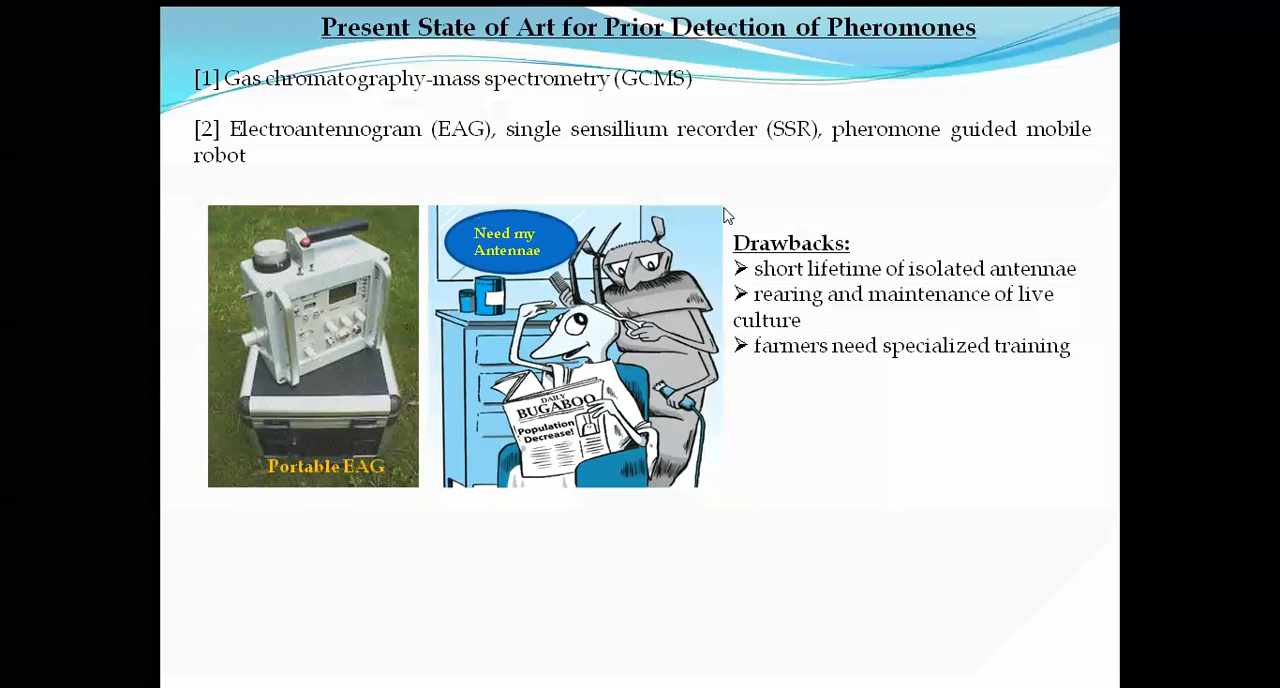 Present State of Art for Prior Detection of Pheromones
[1] Gas chromatography-mass spectrometry (GCMS)
[2] Electroantennogram (EAG), single sensillium recorder (SSR), pheromone guided mobile
robot
Need my
Antennae
DAILY
BUGABOO
Population
Decrease!
Portable EAG
Drawbacks:
➢ short lifetime of isolated antennae
➢ rearing and maintenance of live
culture
➢ farmers need specialized training